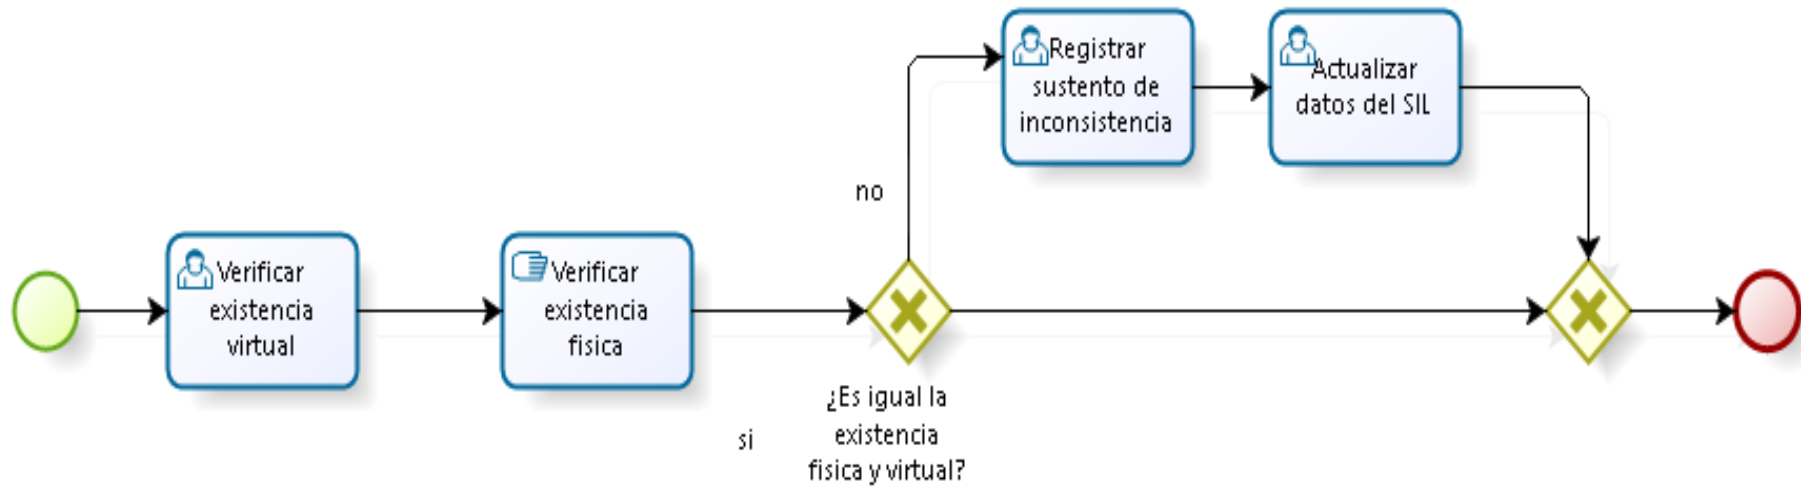 Registrar
sustento de
inconsistencia
Actualizar
datos del SIL
no
Verificar
existencia
virtual
Verificar
existencia
fisica
¿Es igual la
existencia
fisica y virtual?
si